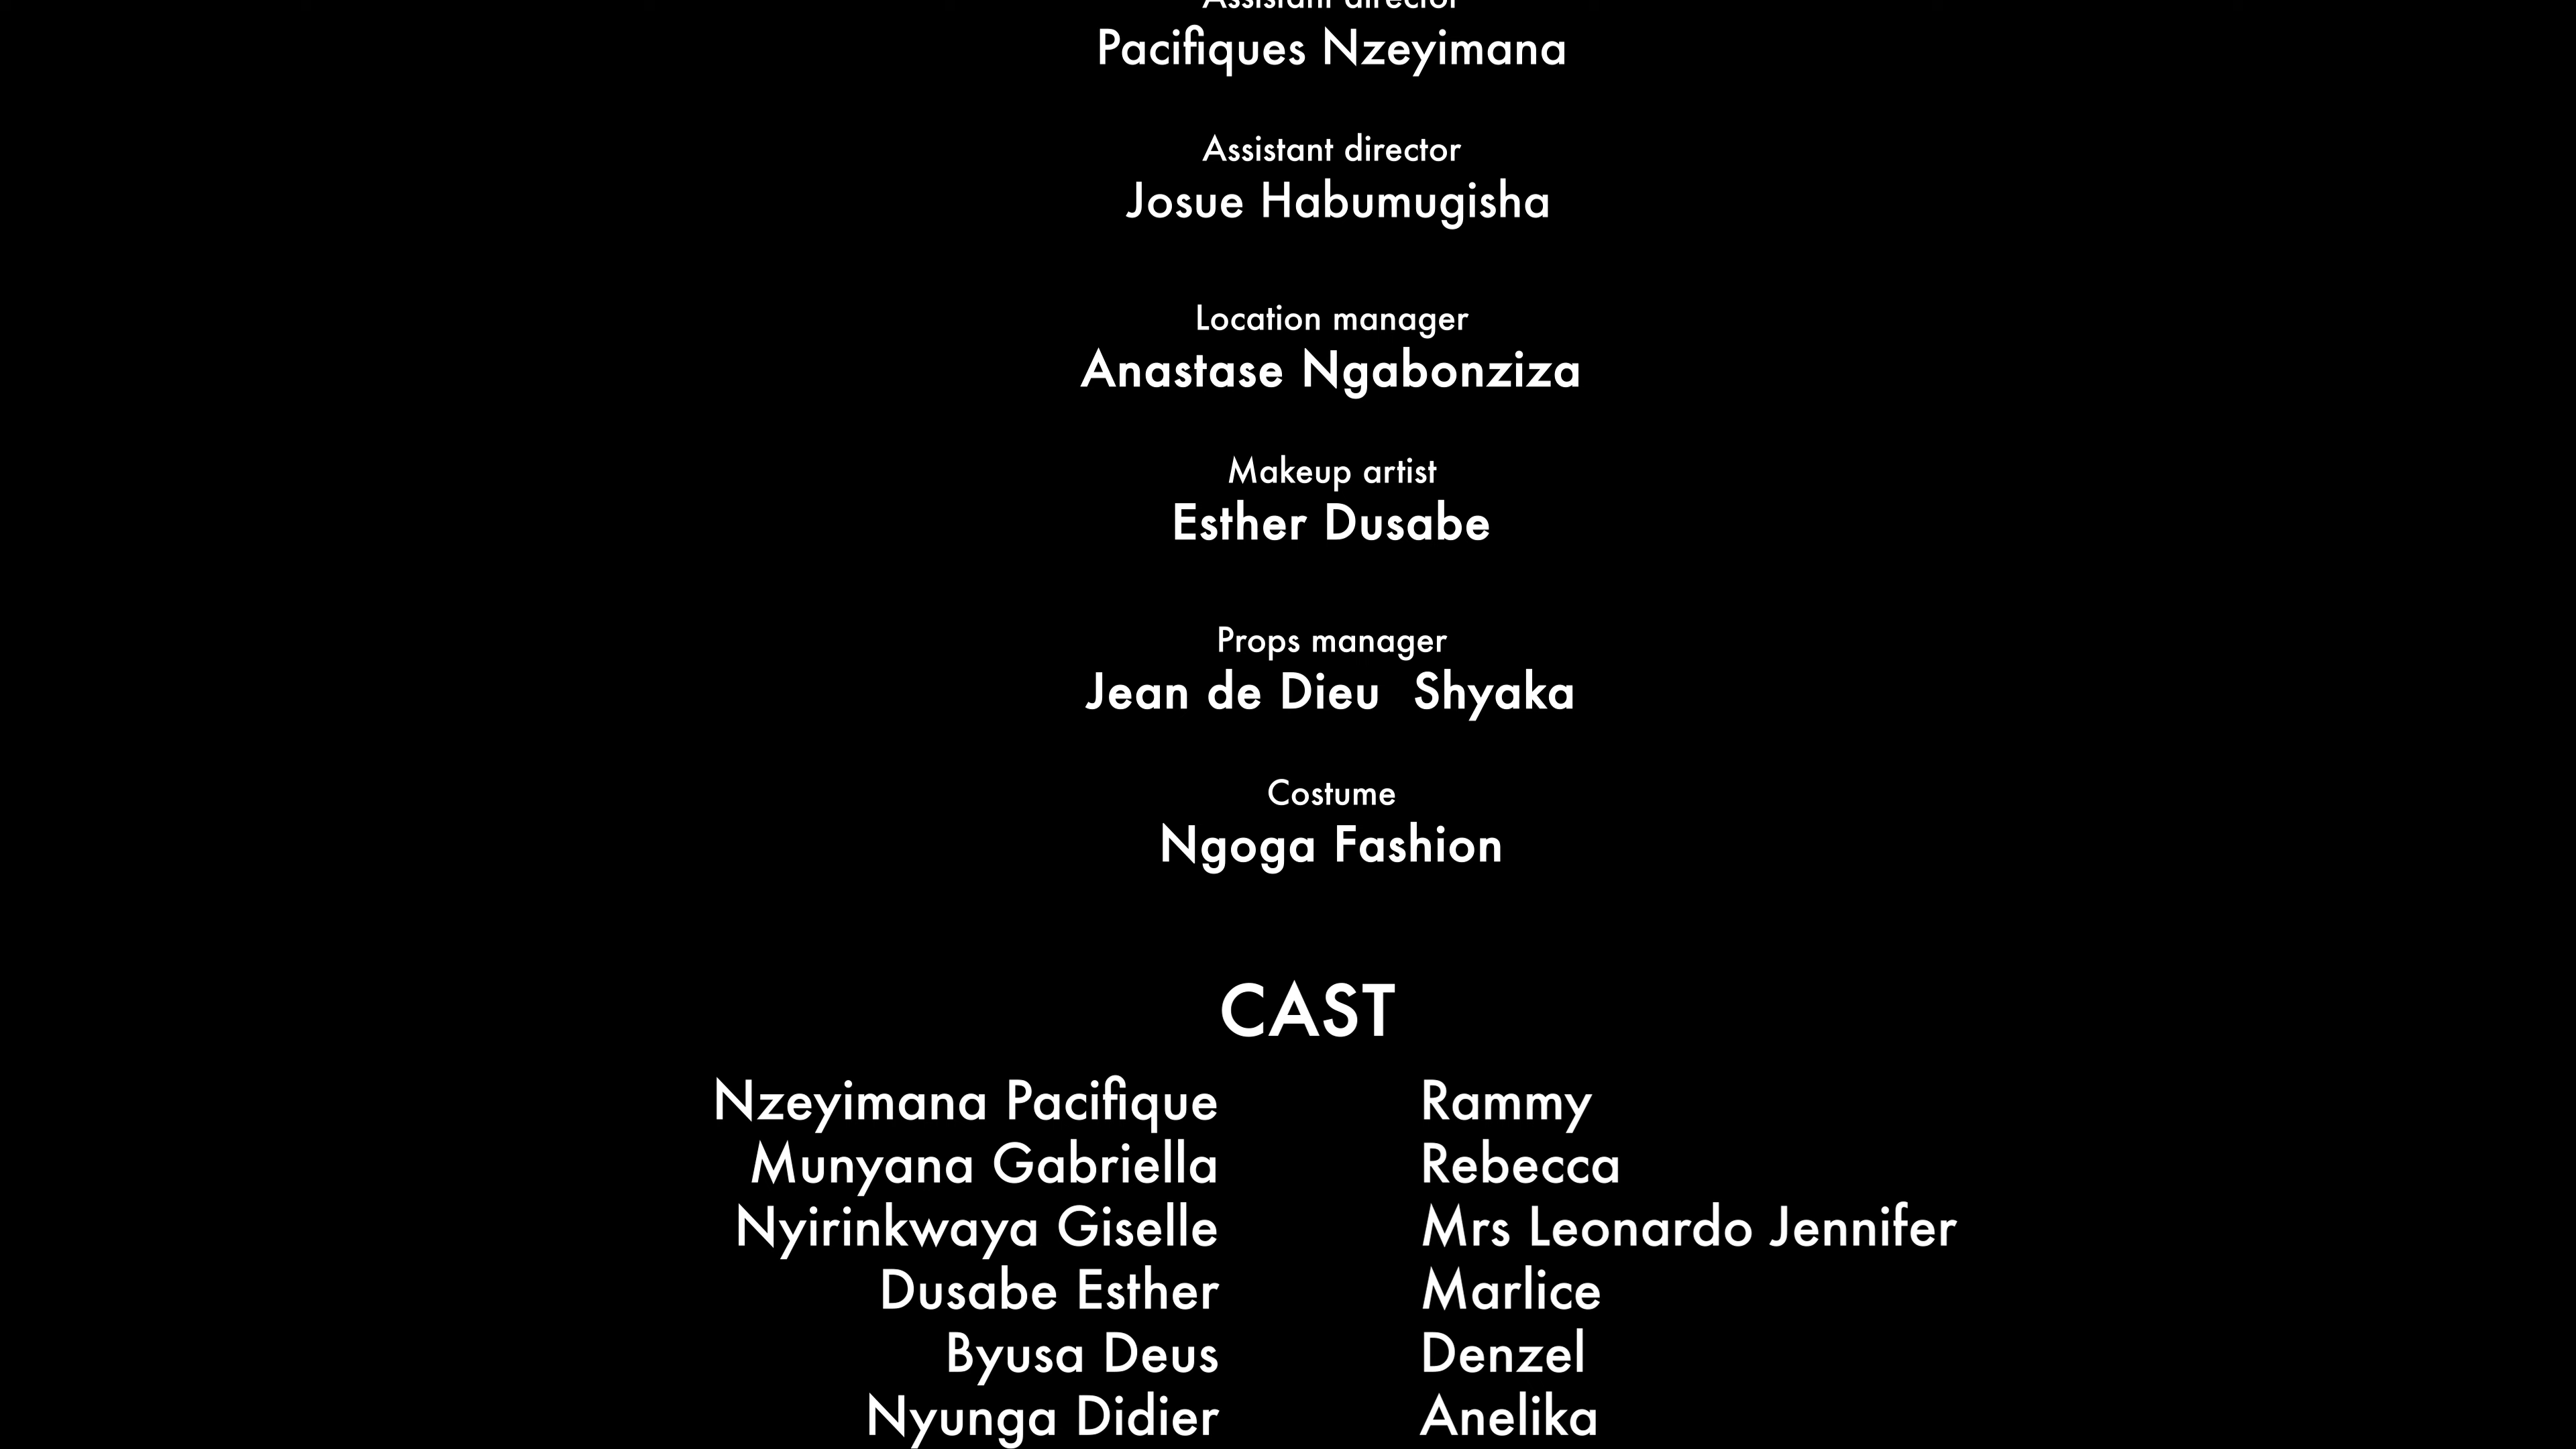 Assistant director
Pacifiques Nzeyimana
Assistant director
Josue Habumugisha
Location manager
Anastase Ngabonziza
Makeup artist
Esther Dusabe
Props manager
Jean de Dieu  Shyaka
Costume
Ngoga Fashion
CAST
Nzeyimana Pacifique Rammy
Munyana Gabriella Rebecca
Nyirinkwaya Giselle Mrs Leonardo Jennifer
Dusabe Esther Marlice
Byusa Deus Denzel
Nyunga Didier Anelika